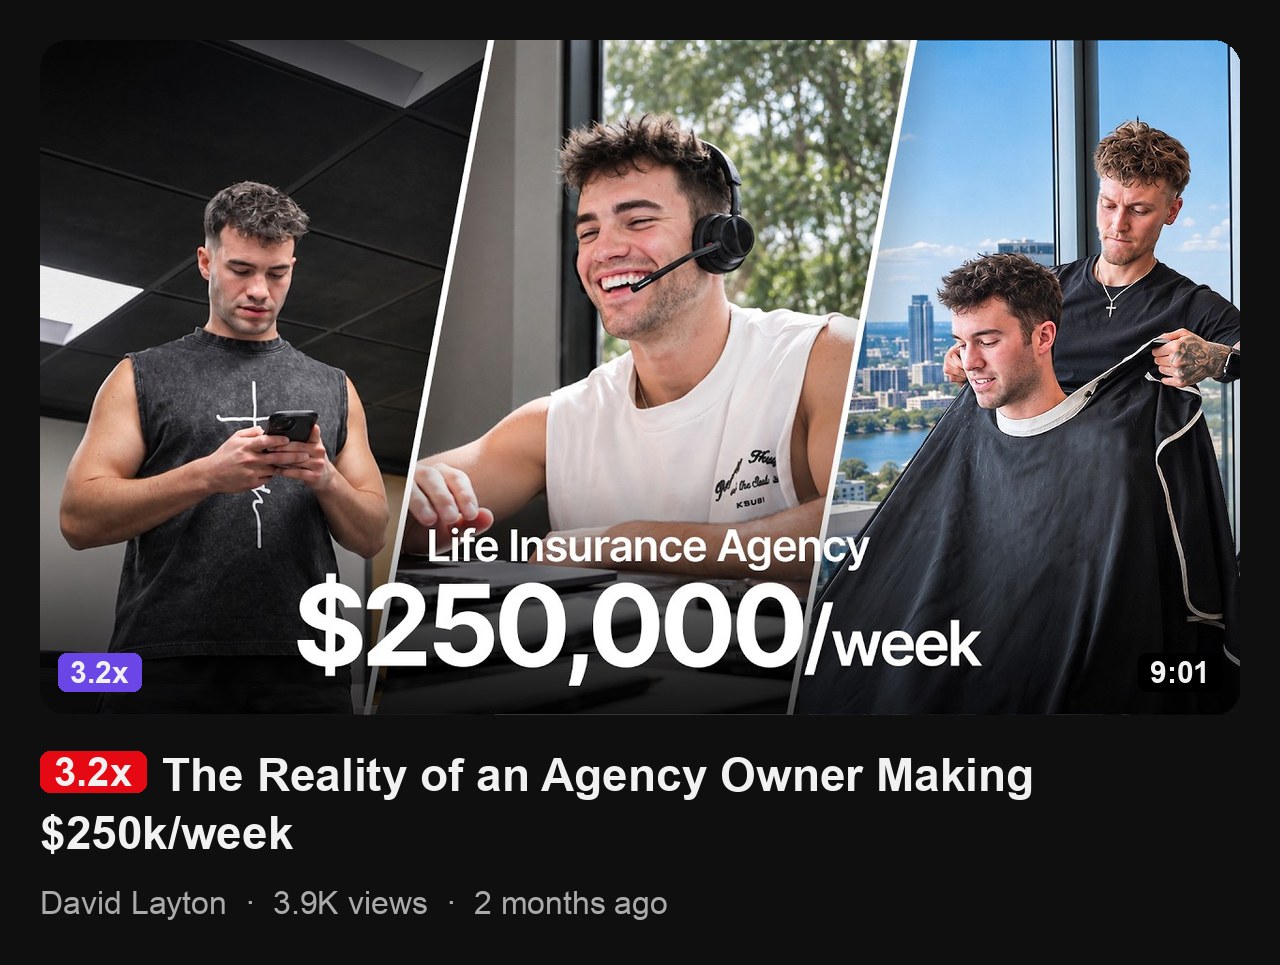 Life Insurance Agency
$250,000/week
KSUBI
3.2x
9:01
3.2x The Reality of an Agency Owner Making
$250k/week
David Layton · 3.9K views · 2 months ago